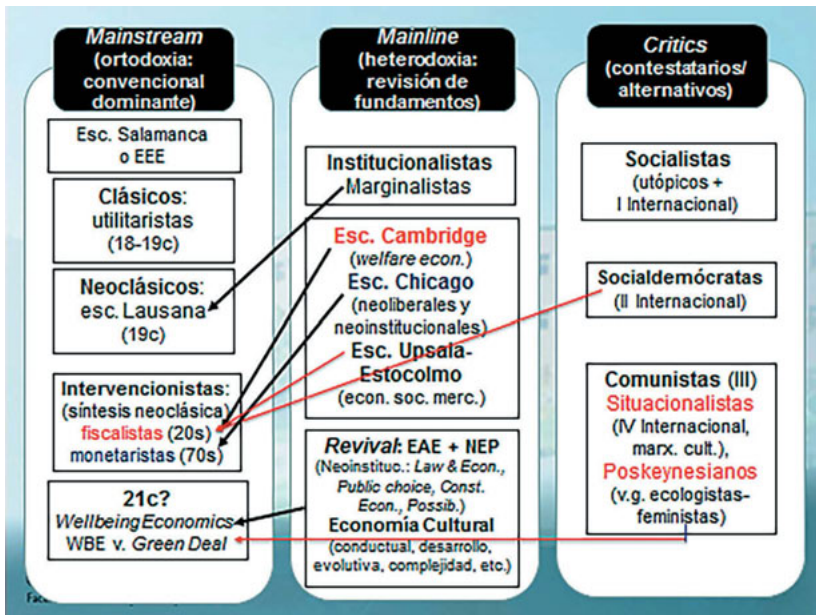 Mainstream
(ortodoxia:
convencional
dominante)
Esc. Salamanca
o EEE
Clásicos:
utilitaristas
(18-19c)
Neoclásicos:
esc. Lausana
(19c)
Intervencionistas:
(síntesis neoclásica)
fiscalistas (20s)
monetaristas (70s)
21c?
Wellbeing Economics
WBE v. Green Deal
Mainline
(heterodoxia:
revisión de
fundamentos)
Institucionalistas
Marginalistas
Esc. Cambridge
(welfare econ.)
Esc. Chicago
(neoliberales y
neoinstitucionales)
Esc. Upsala-
Estocolmo
(econ. soc. merc.)
Revival: EAE + NEP
(Neoinstituc.: Law & Econ.,
Public choice, Const.
Econ., Possib.)
Economía Cultural
(conductual, desarrollo,
evolutiva, complejidad, etc.)
Critics
(contestatarios/
alternativos)
Socialistas
(utópicos +
I Internacional)
Socialdemócratas
(II Internacional)
Comunistas (III)
Situacionalistas
(IV Internacional,
marx. cult.),
Poskeynesianos
(v.g. ecologistas-
feministas)